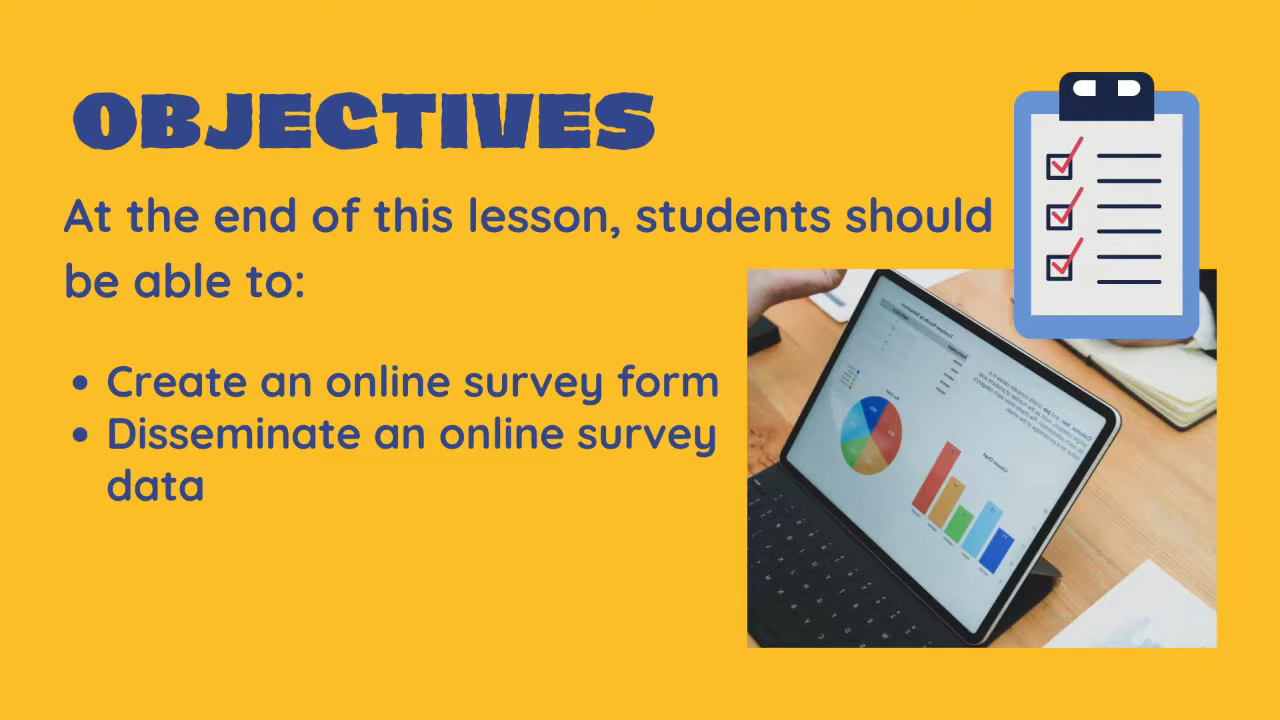 OBJECTIVES
At the end of this lesson, students should
be able to:
• Create an online survey form
• Disseminate an online survey
data